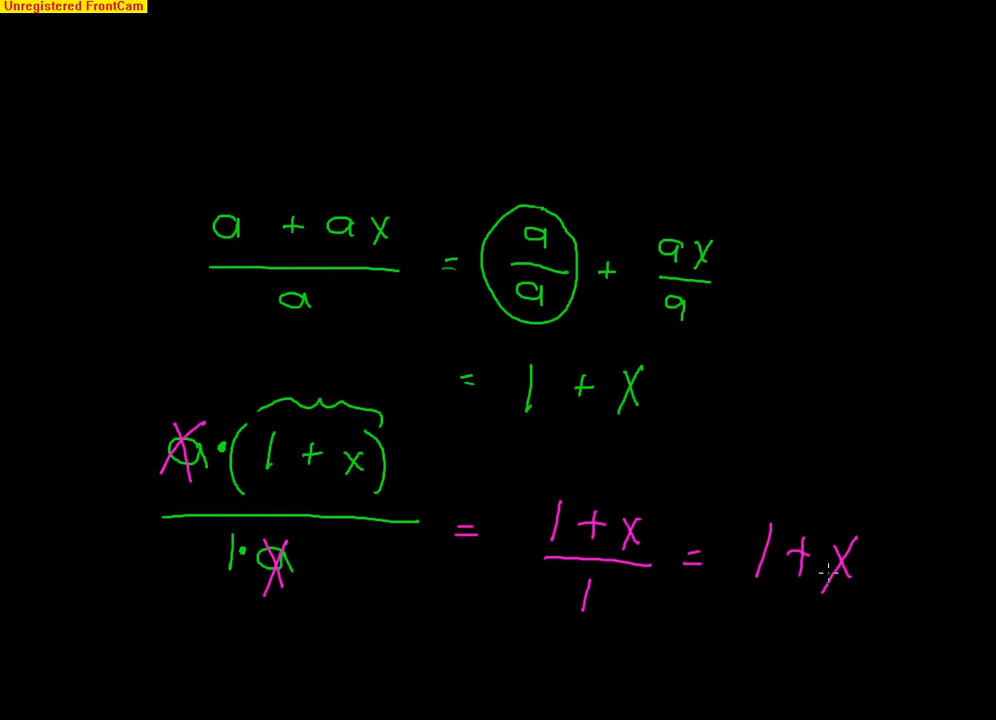 Unregistered FrontCam
a + ax / a = a/a + ax/a
= 1 + x
a · (1 + x) / 1 · a = 1 + x / 1 = 1 + x